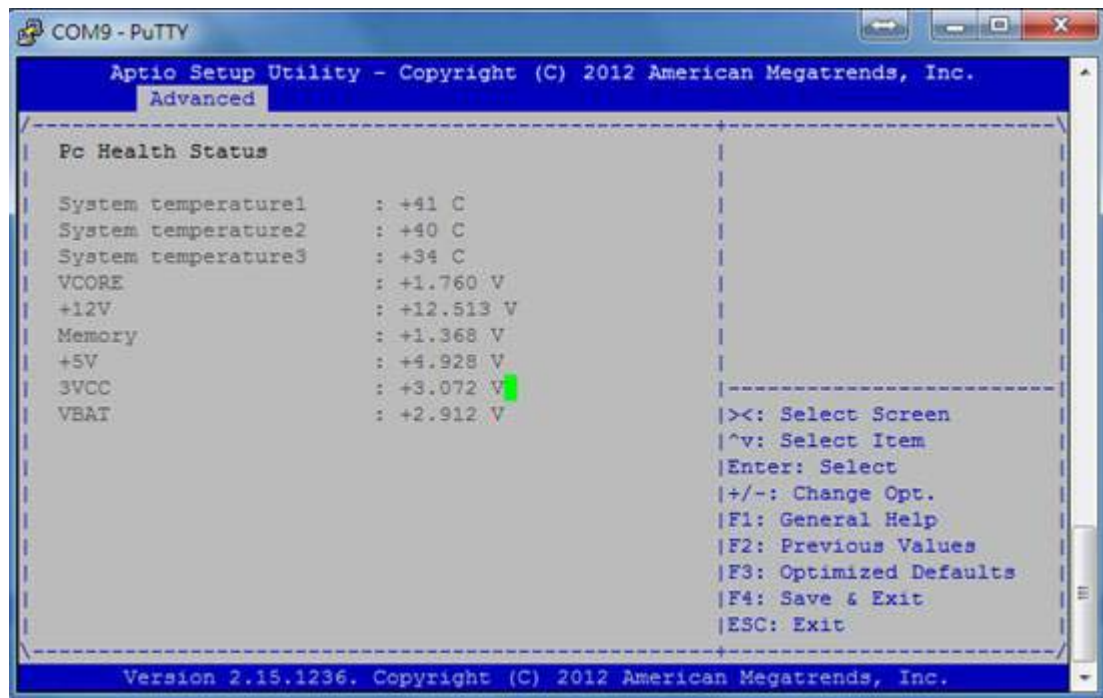 COM9 - PuTTY
Aptio Setup Utility - Copyright (C) 2012 American Megatrends, Inc.
Advanced
Pc Health Status
System temperature1 : +41 C
System temperature2 : +40 C
System temperature3 : +34 C
VCORE : +1.760 V
+12V : +12.513 V
Memory : +1.368 V
+5V : +4.928 V
3VCC : +3.072 V
VBAT : +2.912 V
><: Select Screen
^v: Select Item
Enter: Select
+/-: Change Opt.
F1: General Help
F2: Previous Values
F3: Optimized Defaults
F4: Save & Exit
ESC: Exit
Version 2.15.1236. Copyright (C) 2012 American Megatrends, Inc.